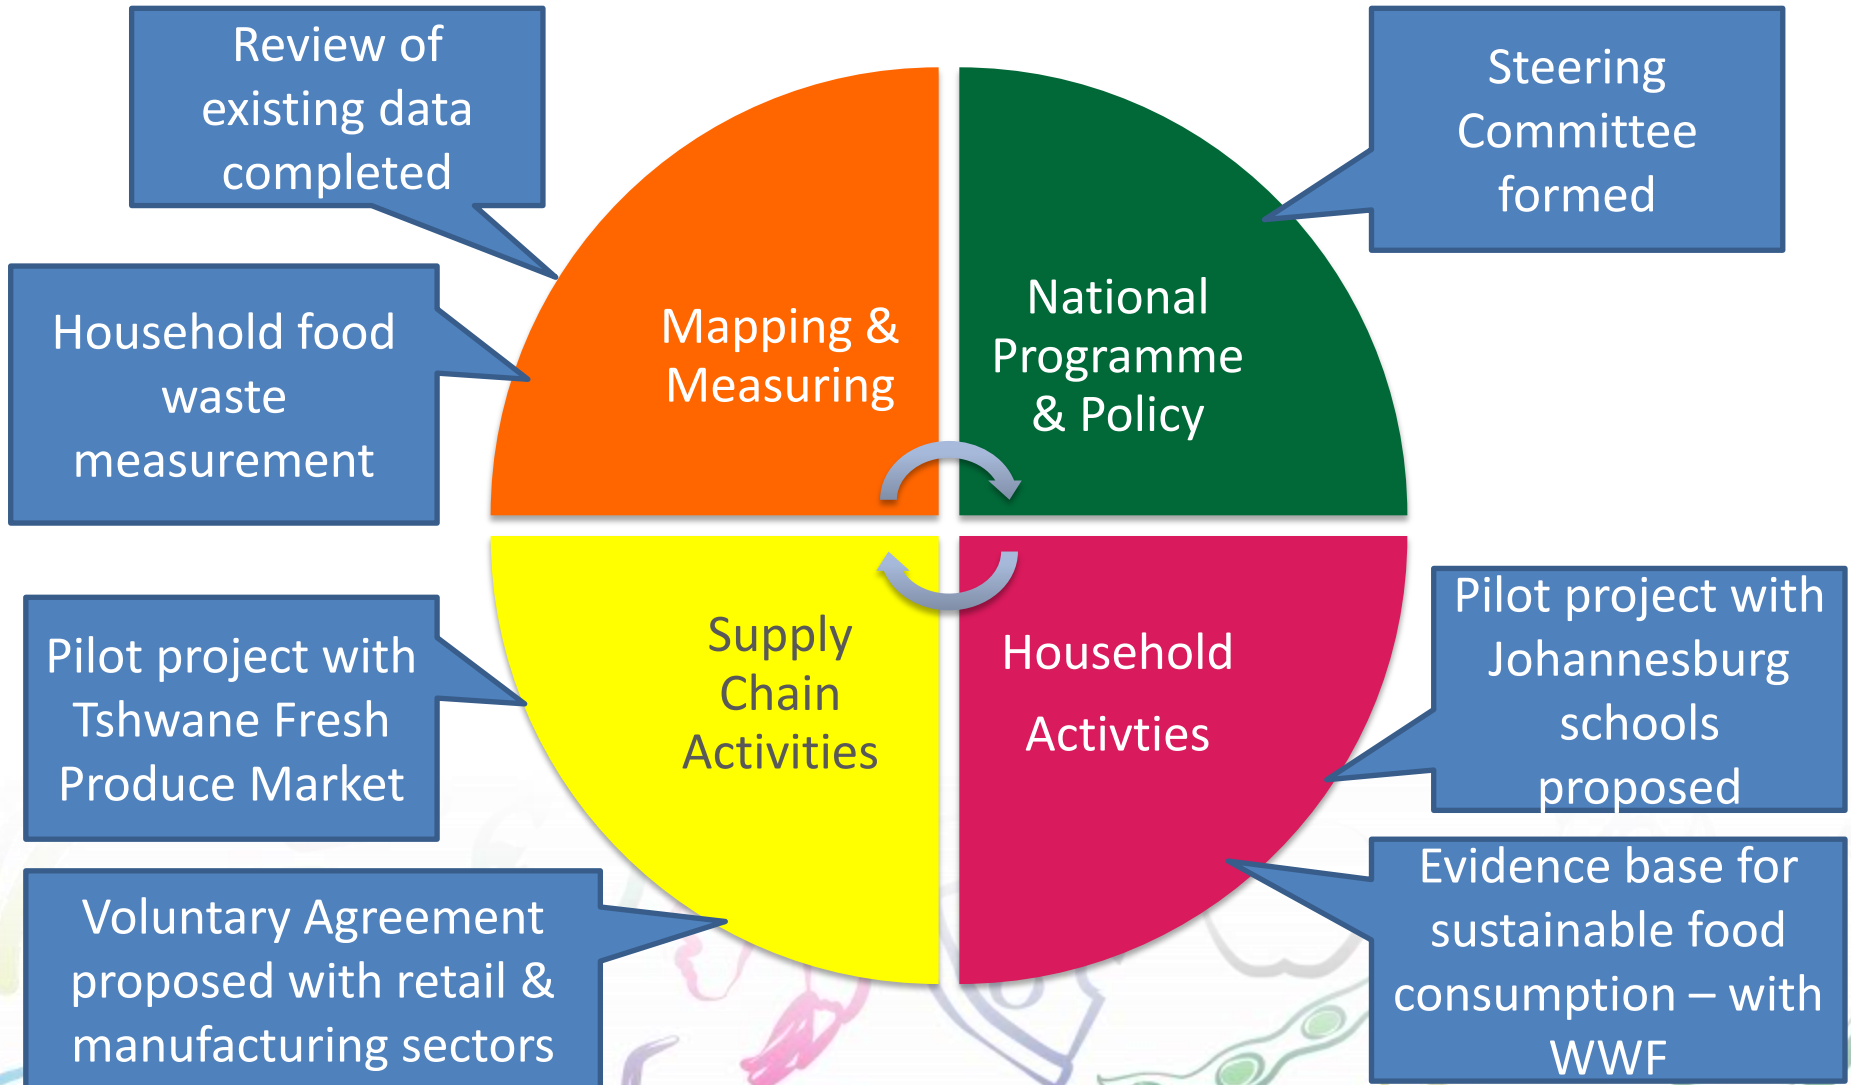 Review of
existing data
completed
Steering
Committee
formed
Household food
waste
measurement
Mapping &
Measuring
National
Programme
& Policy
Supply
Chain
Activities
Household
Activties
Pilot project with
Tshwane Fresh
Produce Market
Pilot project with
Johannesburg
schools
proposed
Voluntary Agreement
proposed with retail &
manufacturing sectors
Evidence base for
sustainable food
consumption – with
WWF